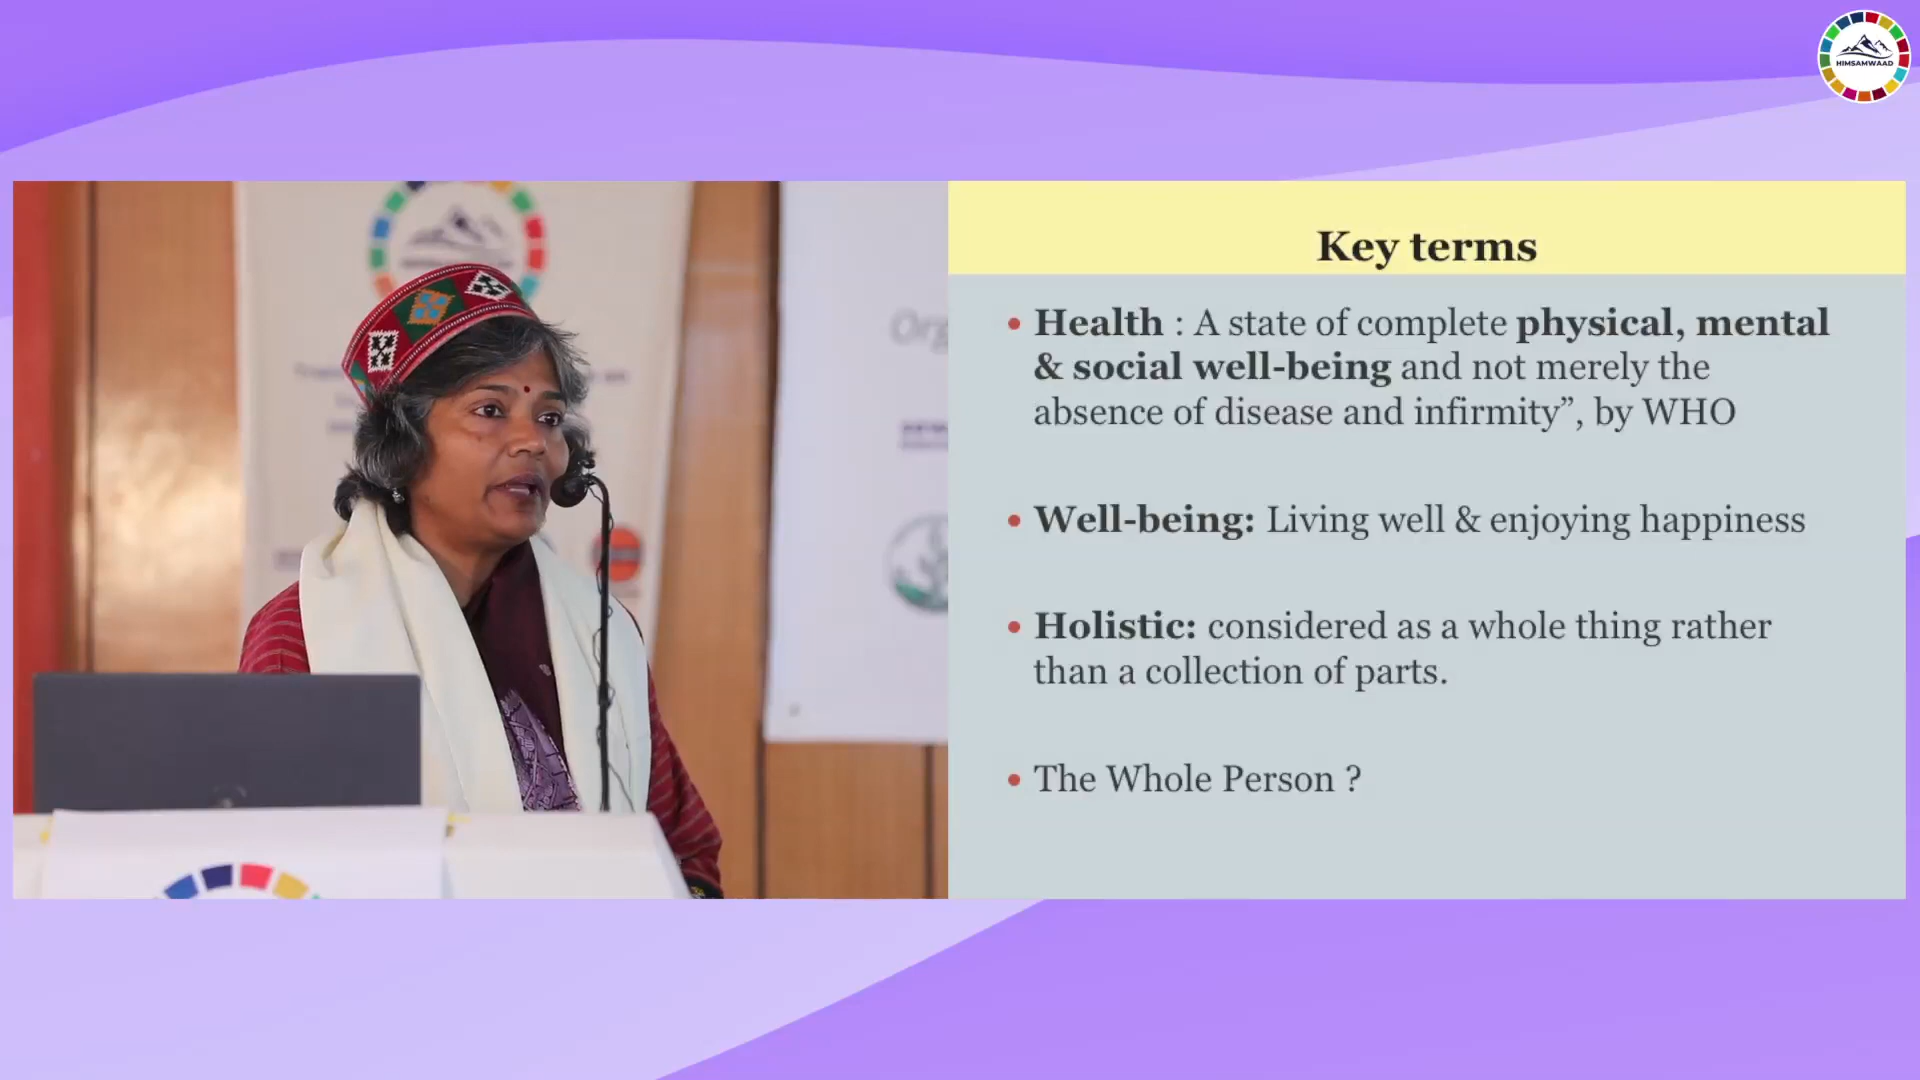 HIMSAMWAAD
Key terms
• Health : A state of complete physical, mental
& social well-being and not merely the
absence of disease and infirmity”, by WHO
• Well-being: Living well & enjoying happiness
• Holistic: considered as a whole thing rather
than a collection of parts.
• The Whole Person ?